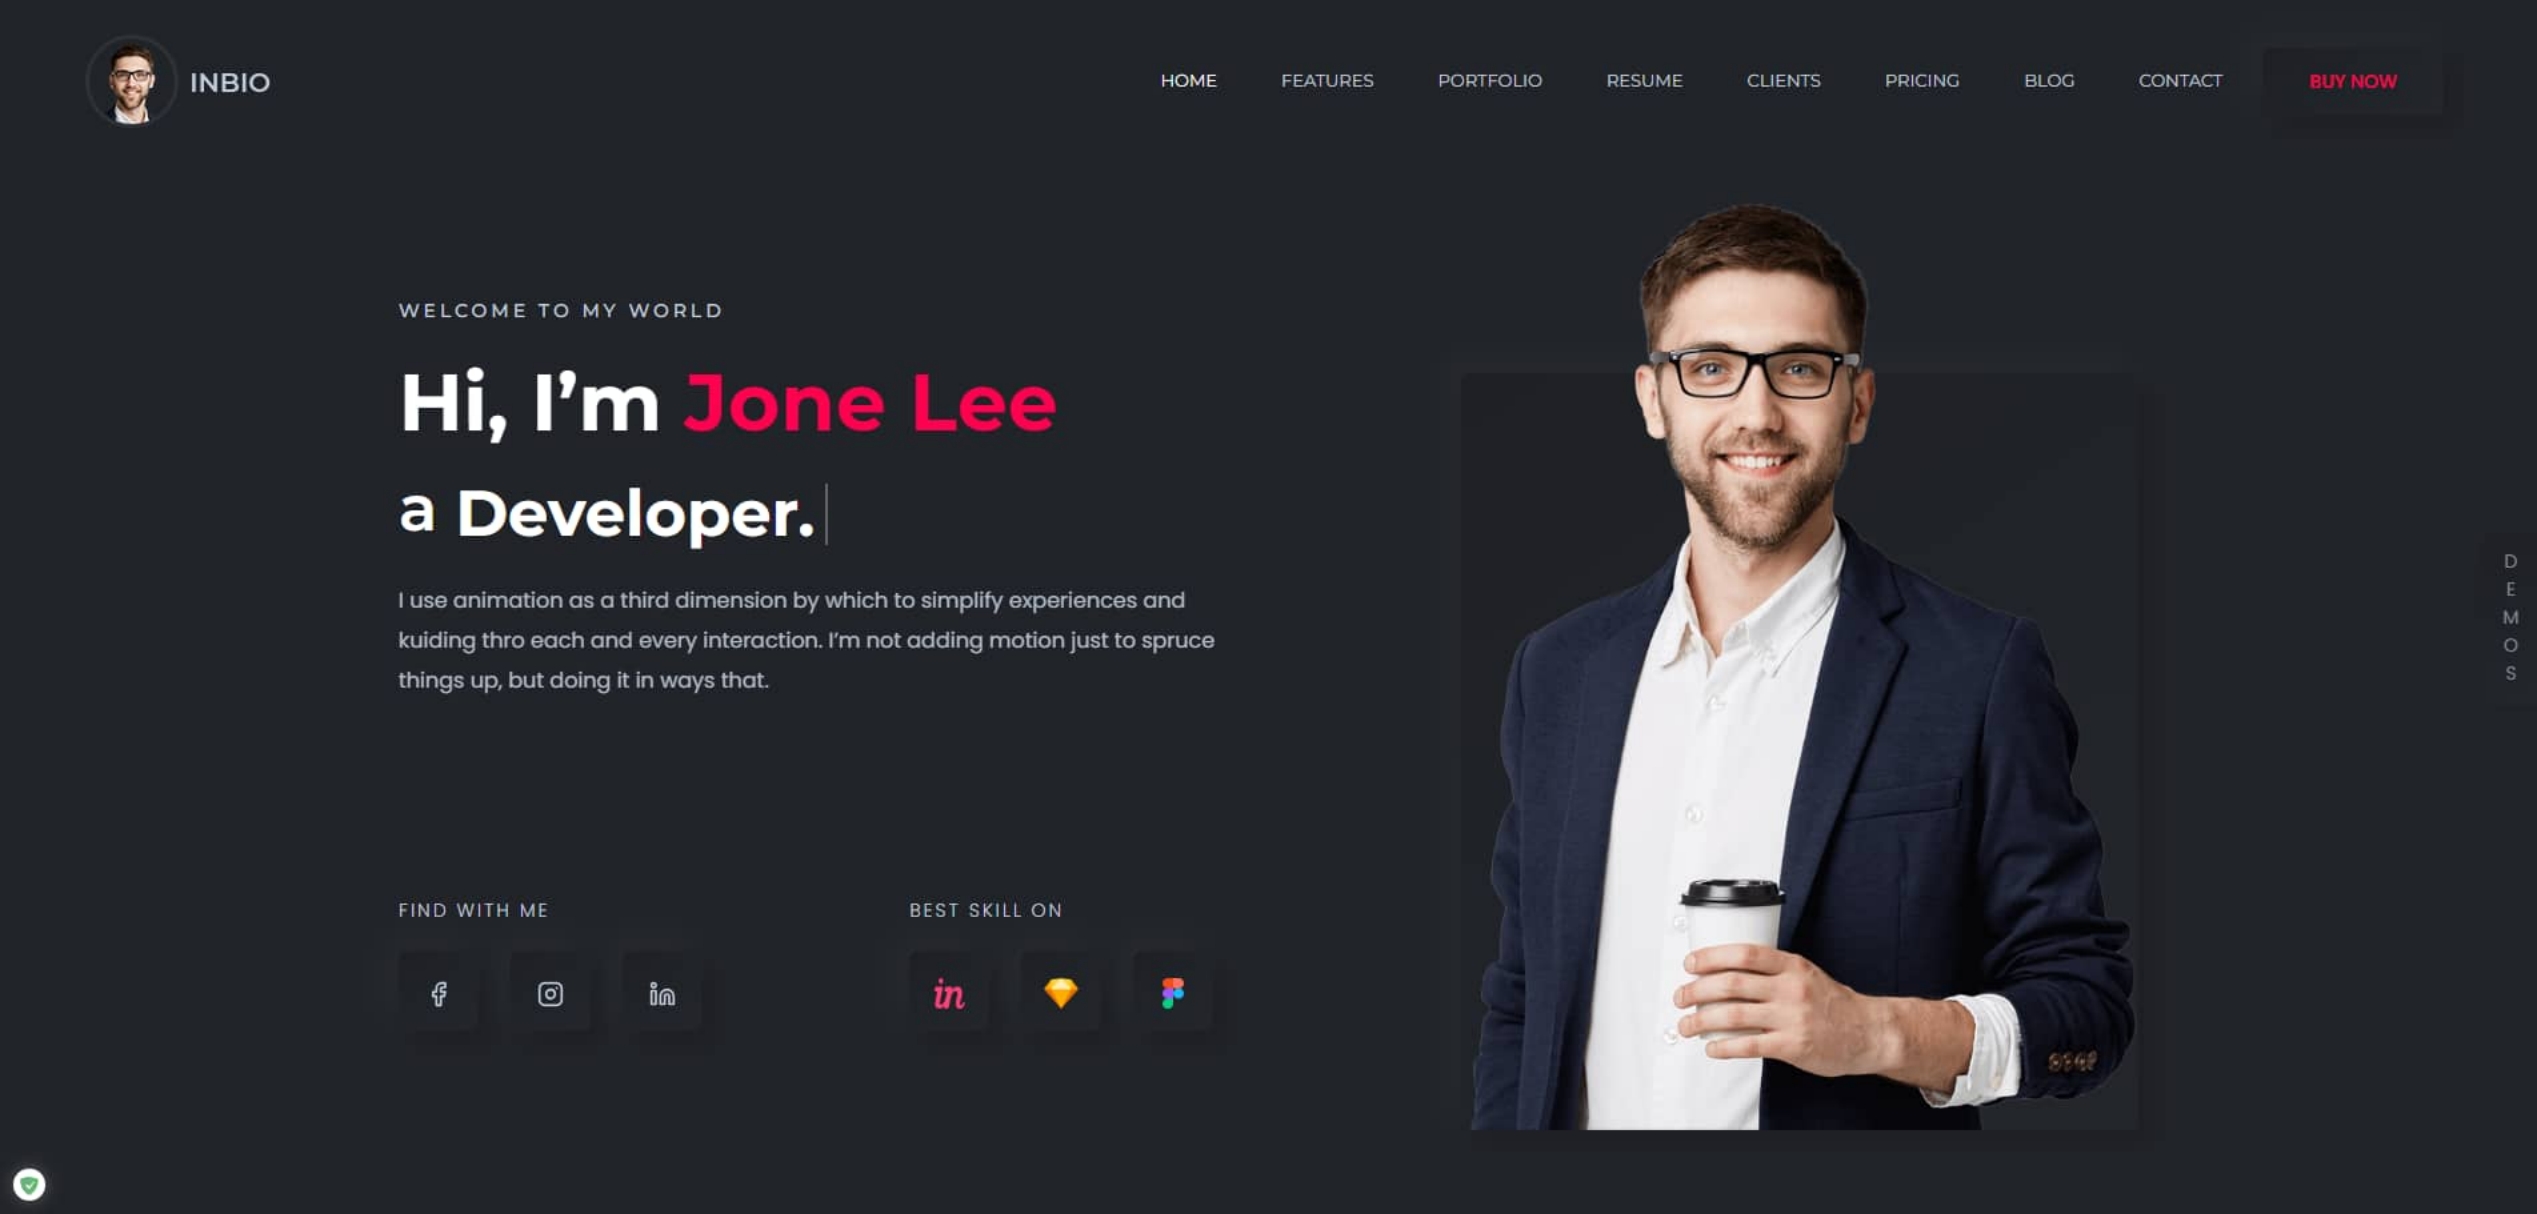 INBIO
HOME FEATURES PORTFOLIO RESUME CLIENTS PRICING BLOG CONTACT BUY NOW
WELCOME TO MY WORLD
Hi, I’m Jone Lee
a Developer.
I use animation as a third dimension by which to simplify experiences and
kuiding thro each and every interaction. I’m not adding motion just to spruce
things up, but doing it in ways that.
FIND WITH ME
BEST SKILL ON
in
in
DEMOS